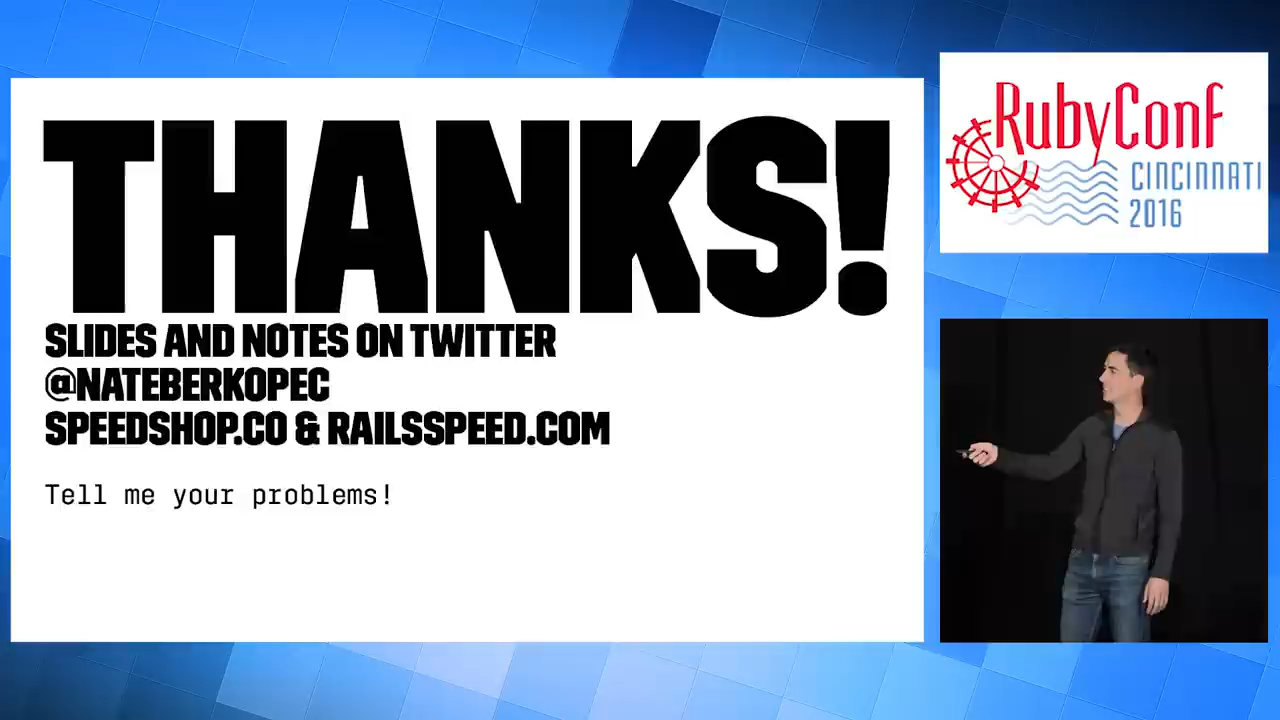 THANKS!
SLIDES AND NOTES ON TWITTER
@NATEBERKOPEC
SPEEDSHOP.CO & RAILSSPEED.COM
Tell me your problems!
RubyConf
CINCINNATI
2016